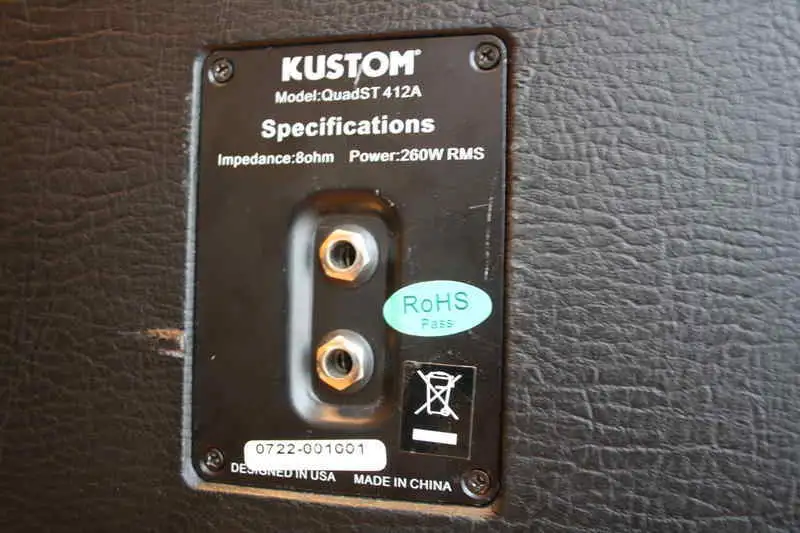 KUSTOM®
Model:QuadST 412A
Specifications
Impedance:8ohm Power:260W RMS
RoHS
Pass
0722-001001
DESIGNED IN USA MADE IN CHINA